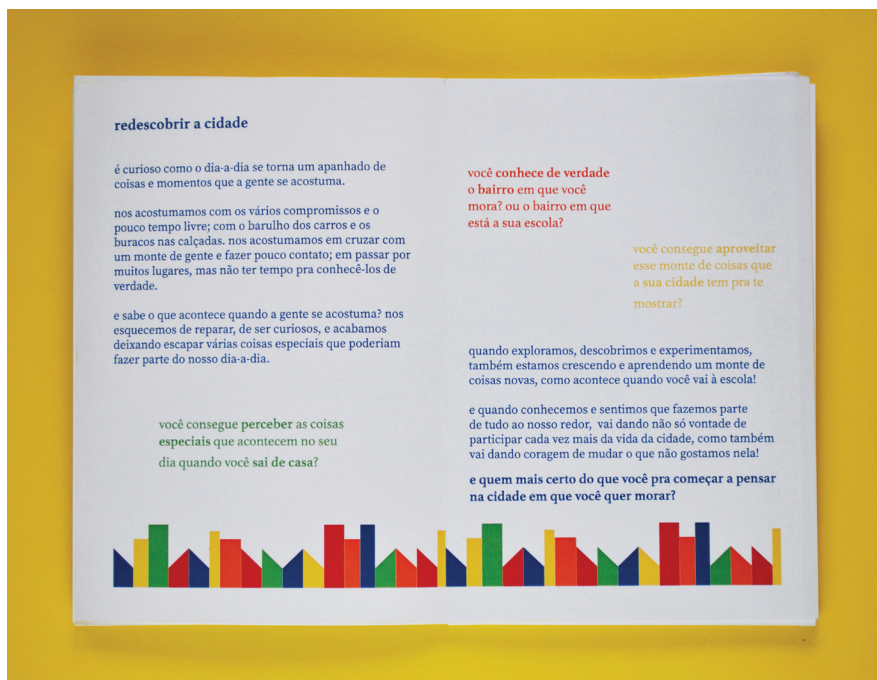 redescobrir a cidade
é curioso como o dia-a-dia se torna um apanhado de
coisas e momentos que a gente se acostuma.
nos acostumamos com os vários compromissos e o
pouco tempo livre; com o barulho dos carros e os
buracos nas calçadas. nos acostumamos em cruzar com
um monte de gente e fazer pouco contato; em passar por
muitos lugares, mas não ter tempo pra conhecê-los de
verdade.
e sabe o que acontece quando a gente se acostuma? nos
esquecemos de reparar, de ser curiosos, e acabamos
deixando escapar várias coisas especiais que poderiam
fazer parte do nosso dia-a-dia.
você consegue perceber as coisas
especiais que acontecem no seu
dia quando você sai de casa?
você conhece de verdade
o bairro em que você
mora? ou o bairro em que
está a sua escola?
você consegue aproveitar
esse monte de coisas que
a sua cidade tem pra te
mostrar?
quando exploramos, descobrimos e experimentamos,
também estamos crescendo e aprendendo um monte de
coisas novas, como acontece quando você vai à escola!
e quando conhecemos e sentimos que fazemos parte
de tudo ao nosso redor, vai dando não só vontade de
participar cada vez mais da vida da cidade, como também
vai dando coragem de mudar o que não gostamos nela!
e quem mais certo do que você pra começar a pensar
na cidade em que você quer morar?